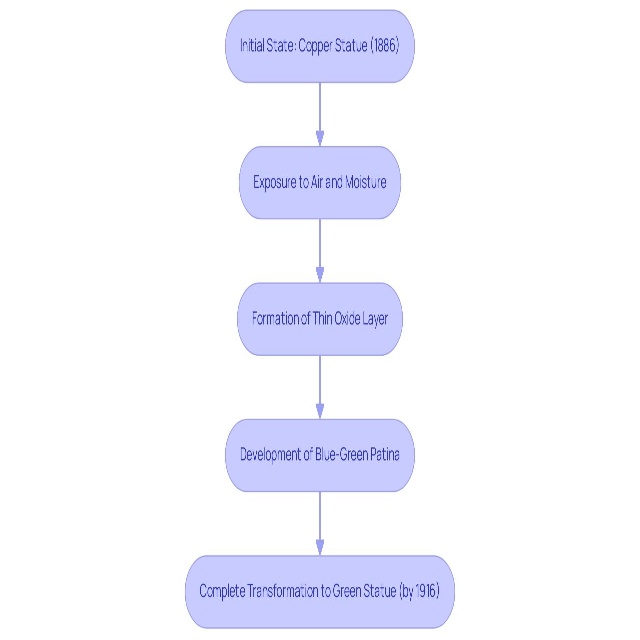 Initial State: Copper Statue (1886)
Exposure to Air and Moisture
Formation of Thin Oxide Layer
Development of Blue-Green Patina
Complete Transformation to Green Statue (by 1916)